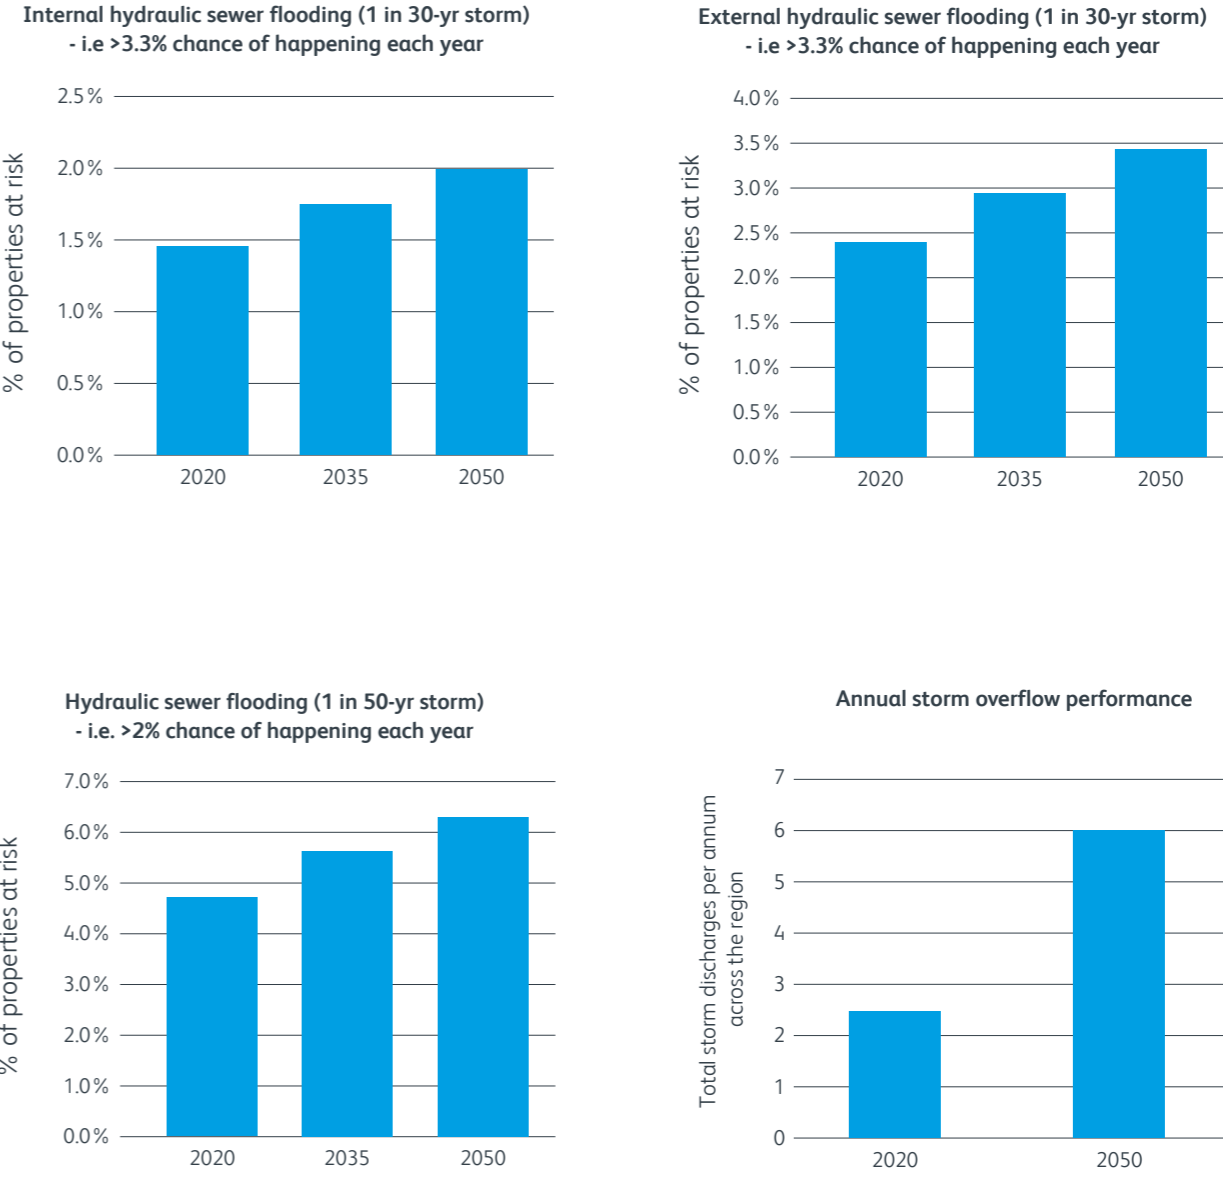 Internal hydraulic sewer flooding (1 in 30-yr storm)
- i.e >3.3% chance of happening each year
% of properties at risk
2.5%
2.0%
1.5%
1.0%
0.5%
0.0%
2020 2035 2050
External hydraulic sewer flooding (1 in 30-yr storm)
- i.e >3.3% chance of happening each year
% of properties at risk
4.0%
3.5%
3.0%
2.5%
2.0%
1.5%
1.0%
0.5%
0.0%
2020 2035 2050
Hydraulic sewer flooding (1 in 50-yr storm)
- i.e. >2% chance of happening each year
% of properties at risk
7.0%
6.0%
5.0%
4.0%
3.0%
2.0%
1.0%
0.0%
2020 2035 2050
Annual storm overflow performance
Total storm discharges per annum
across the region
7
6
5
4
3
2
1
0
2020 2050